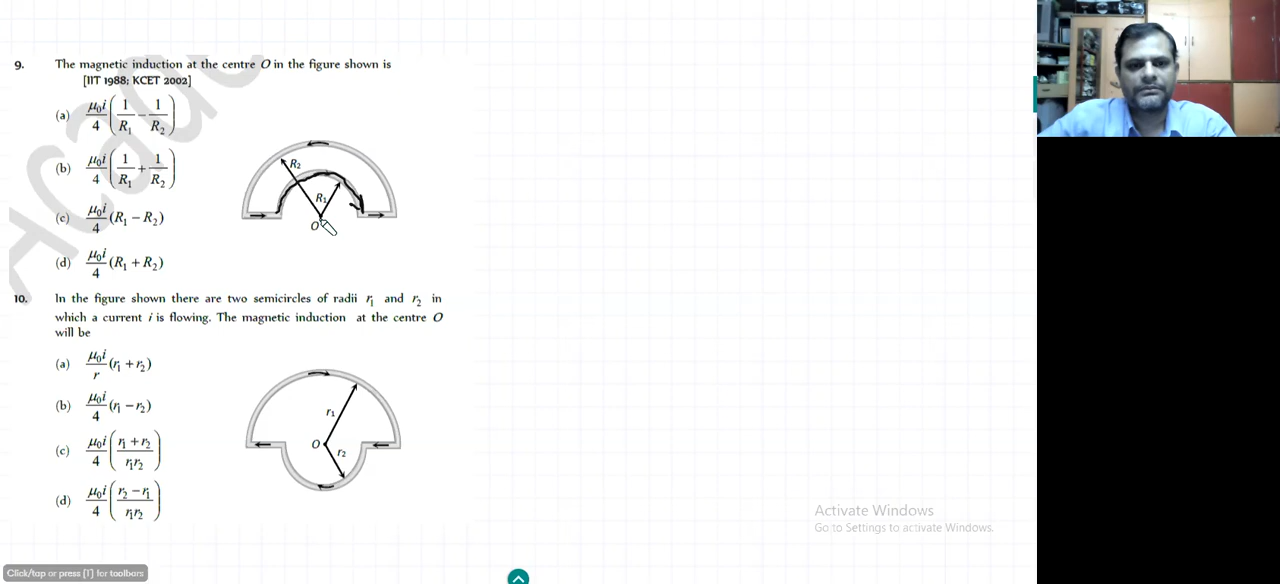 9. The magnetic induction at the centre O in the figure shown is
[IIT 1988; KCET 2002]
(a) μ₀i/4 (1/R₁ − 1/R₂)
(b) μ₀i/4 (1/R₁ + 1/R₂)
(c) μ₀i/4 (R₁ − R₂)
(d) μ₀i/4 (R₁ + R₂)
R₂
R₁
O
10. In the figure shown there are two semicircles of radii r₁ and r₂ in
which a current i is flowing. The magnetic induction at the centre O
will be
(a) μ₀i/r (r₁ + r₂)
(b) μ₀i/4 (r₁ − r₂)
(c) μ₀i/4 ((r₁ + r₂)/r₁r₂)
(d) μ₀i/4 ((r₂ − r₁)/r₁r₂)
r₁
O
r₂
Activate Windows
Go to Settings to activate Windows.
Click/tap or press [T] for toolbars